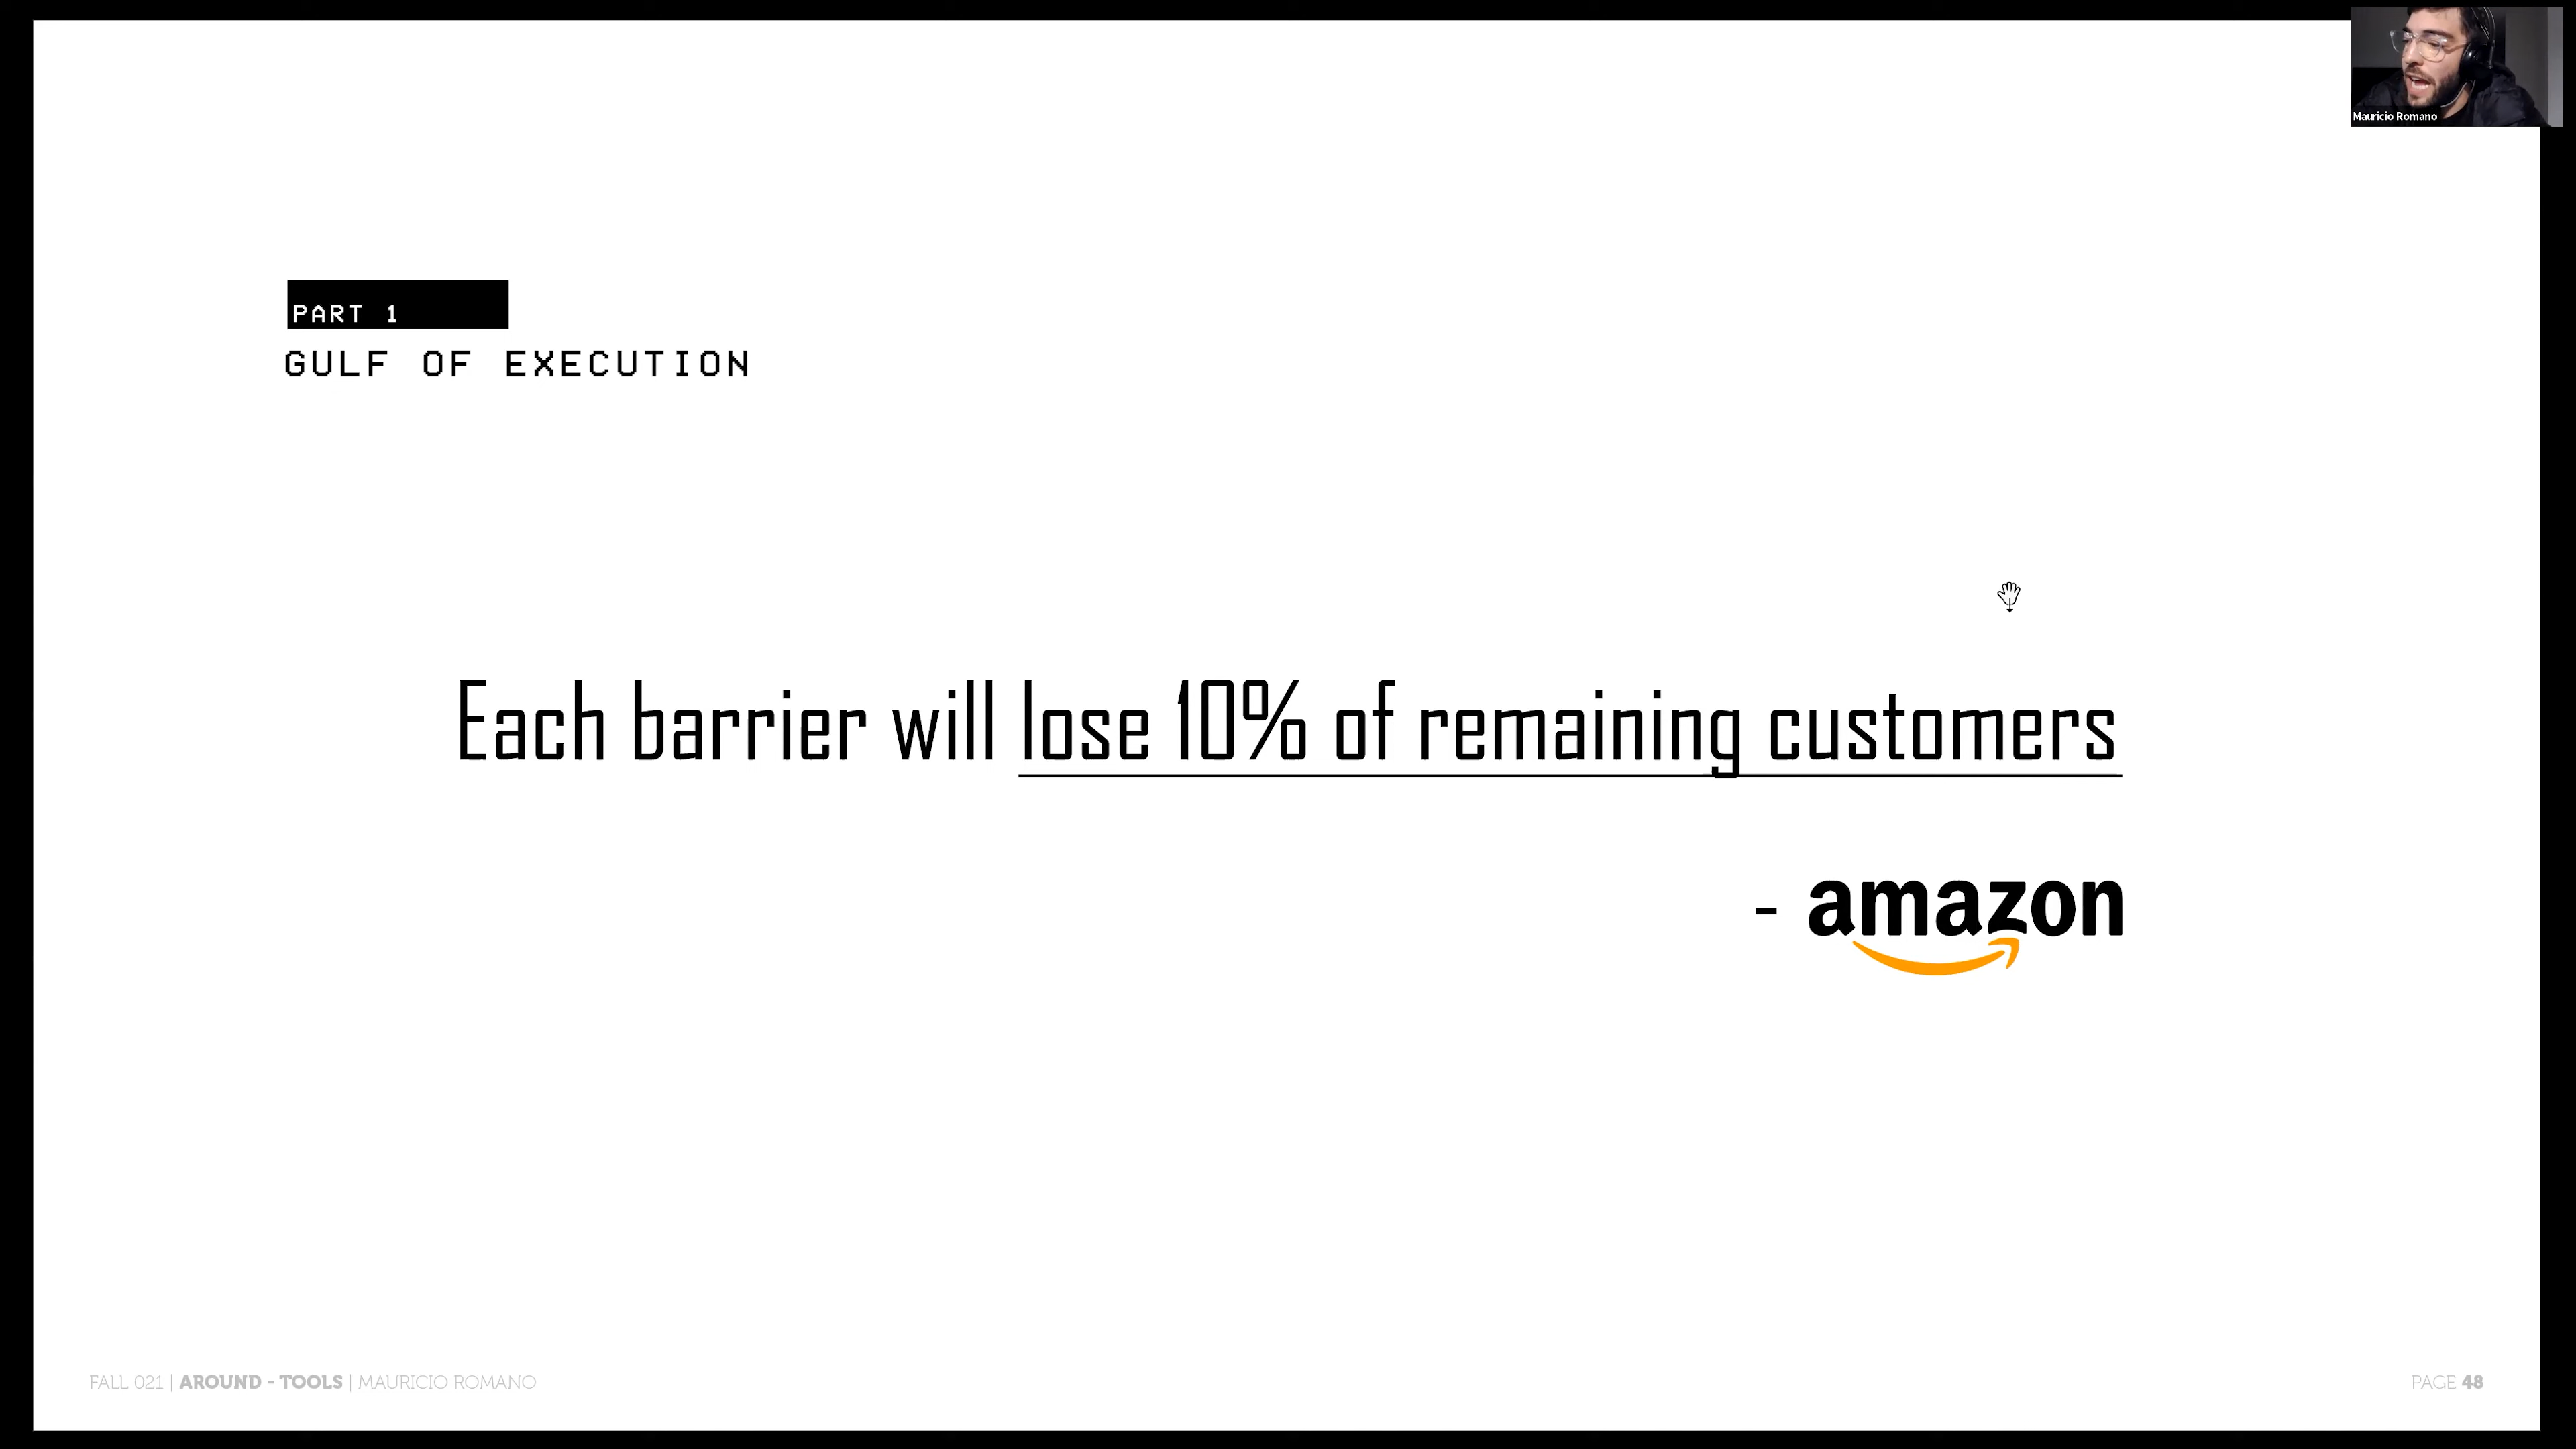 Mauricio Romano
PART 1
GULF OF EXECUTION
Each barrier will lose 10% of remaining customers
- amazon
FALL 021 | AROUND - TOOLS | MAURICIO ROMANO
PAGE 48